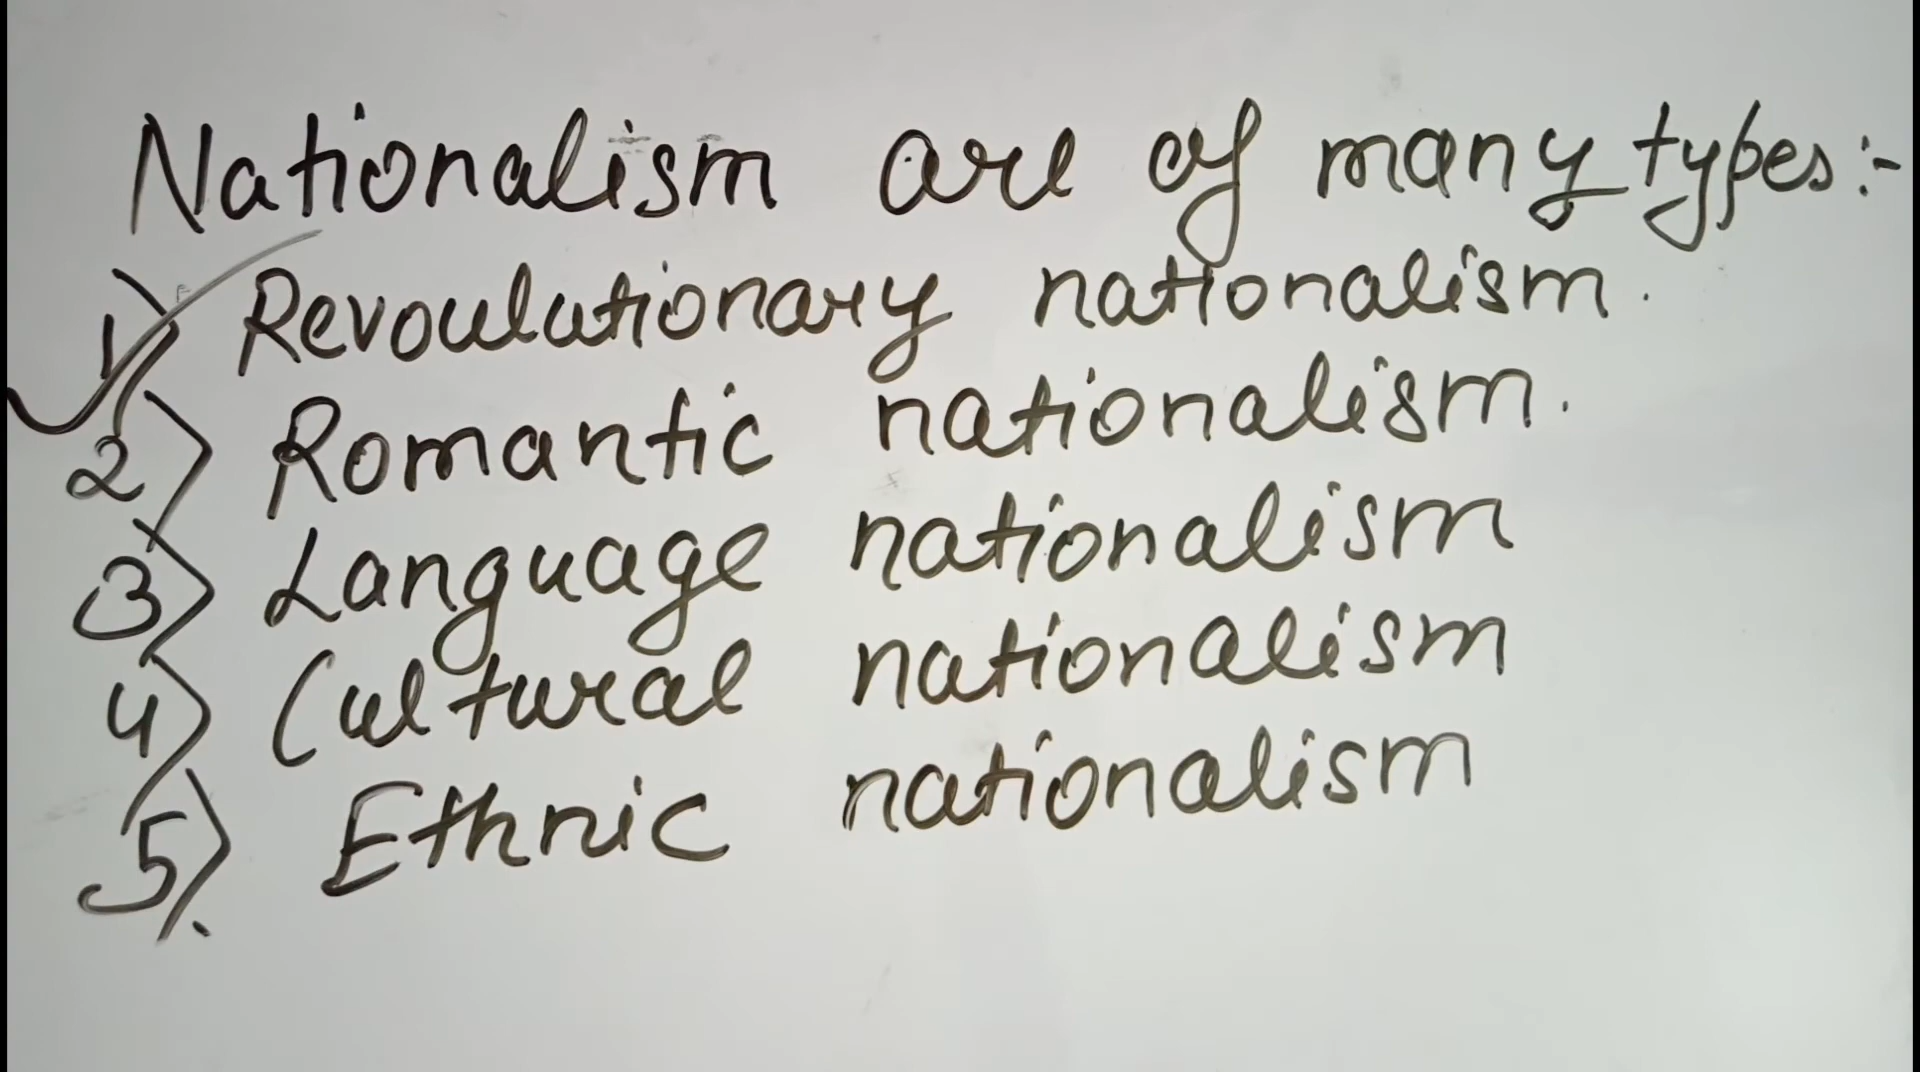 Nationalism are of many types:-
1) Revoulutionary nationalism.
2) Romantic nationalism.
3) Language nationalism
4) Cultural nationalism
5). Ethnic nationalism